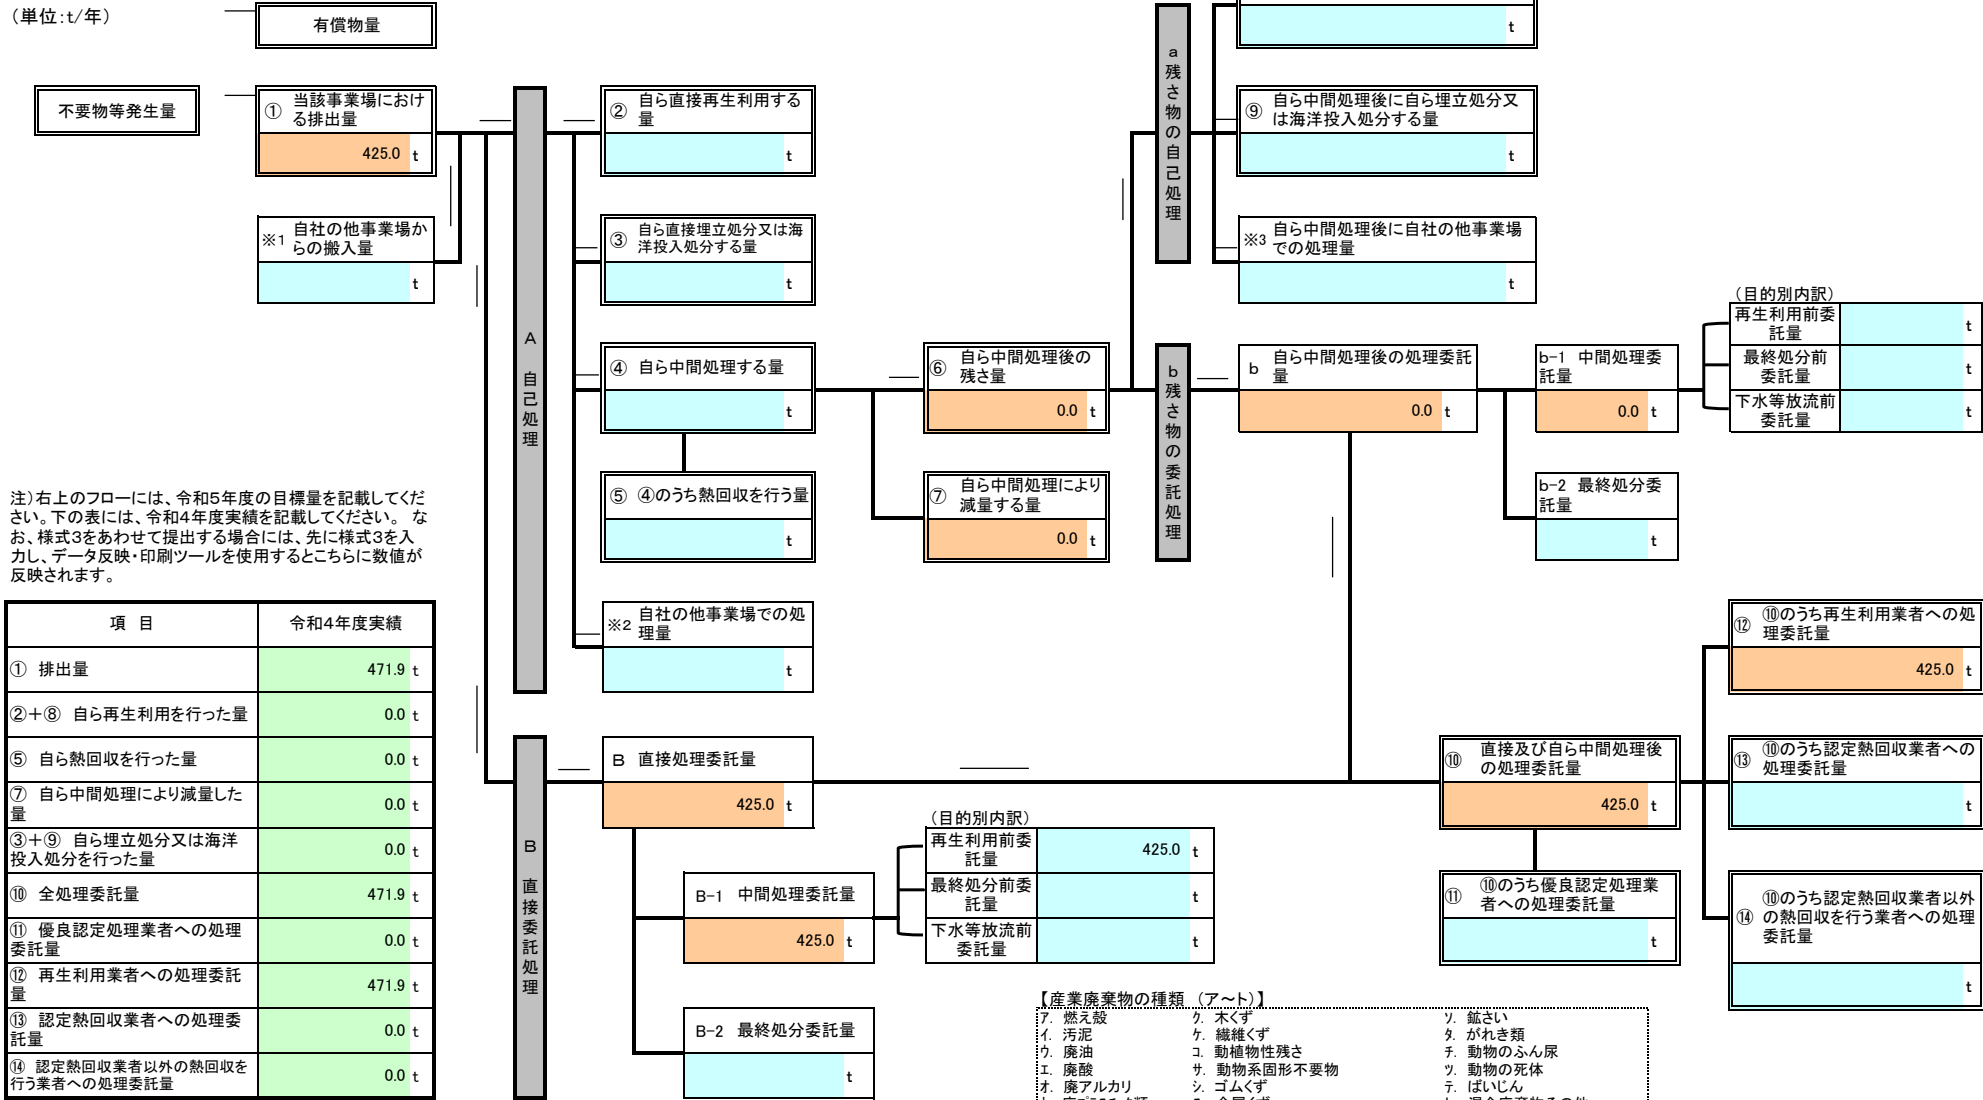 （単位：t/年）
有償物量
t
不要物等発生量
① 当該事業場におけ
る排出量
425.0 t
※1 自社の他事業場か
らの搬入量
t
A 自己処理
② 自ら直接再生利用する
量
t
③ 自ら直接埋立処分又は海
洋投入処分する量
t
④ 自ら中間処理する量
t
⑤ ④のうち熱回収を行う量
t
※2 自社の他事業場での処
理量
t
⑥ 自ら中間処理後の
残さ量
0.0 t
⑦ 自ら中間処理により
減量する量
0.0 t
a 残さ物の自己処理
⑨ 自ら中間処理後に自ら埋立処分又
は海洋投入処分する量
t
※3 自ら中間処理後に自社の他事業場
での処理量
t
b 残さ物の委託処理
b 自ら中間処理後の処理委託
量
0.0 t
b-1 中間処理委
託量
0.0 t
b-2 最終処分委
託量
t
（目的別内訳）
再生利用前委
託量
t
最終処分前
委託量
t
下水等放流前
委託量
t
注）右上のフローには、令和5年度の目標量を記載してくだ
さい。下の表には、令和4年度実績を記載してください。 な
お、様式3をあわせて提出する場合には、先に様式3を入
力し、データ反映・印刷ツールを使用するとこちらに数値が
反映されます。
項 目 令和4年度実績
① 排出量 471.9 t
②＋⑧ 自ら再生利用を行った量 0.0 t
⑤ 自ら熱回収を行った量 0.0 t
⑦ 自ら中間処理により減量した
量 0.0 t
③＋⑨ 自ら埋立処分又は海洋
投入処分を行った量 0.0 t
⑩ 全処理委託量 471.9 t
⑪ 優良認定処理業者への処理
委託量 0.0 t
⑫ 再生利用業者への処理委託
量 471.9 t
⑬ 認定熱回収業者への処理委
託量 0.0 t
⑭ 認定熱回収業者以外の熱回収を
行う業者への処理委託量 0.0 t
B 直接委託処理
B 直接処理委託量
425.0 t
B-1 中間処理委託量
425.0 t
B-2 最終処分委託量
t
（目的別内訳）
再生利用前委
託量
425.0 t
最終処分前委
託量
t
下水等放流前
委託量
t
⑩ 直接及び自ら中間処理後
の処理委託量
425.0 t
⑪ ⑩のうち優良認定処理業
者への処理委託量
t
⑫ ⑩のうち再生利用業者への処
理委託量
425.0 t
⑬ ⑩のうち認定熱回収業者への
処理委託量
t
⑭ ⑩のうち認定熱回収業者以外
の熱回収を行う業者への処理
委託量
t
【産業廃棄物の種類 （ア～ト）】
ア. 燃え殻 ク. 木くず ソ. 鉱さい
イ. 汚泥 ケ. 繊維くず タ. がれき類
ウ. 廃油 コ. 動植物性残さ チ. 動物のふん尿
エ. 廃酸 サ. 動物系固形不要物 ツ. 動物の死体
オ. 廃アルカリ シ. ゴムくず テ. ばいじん